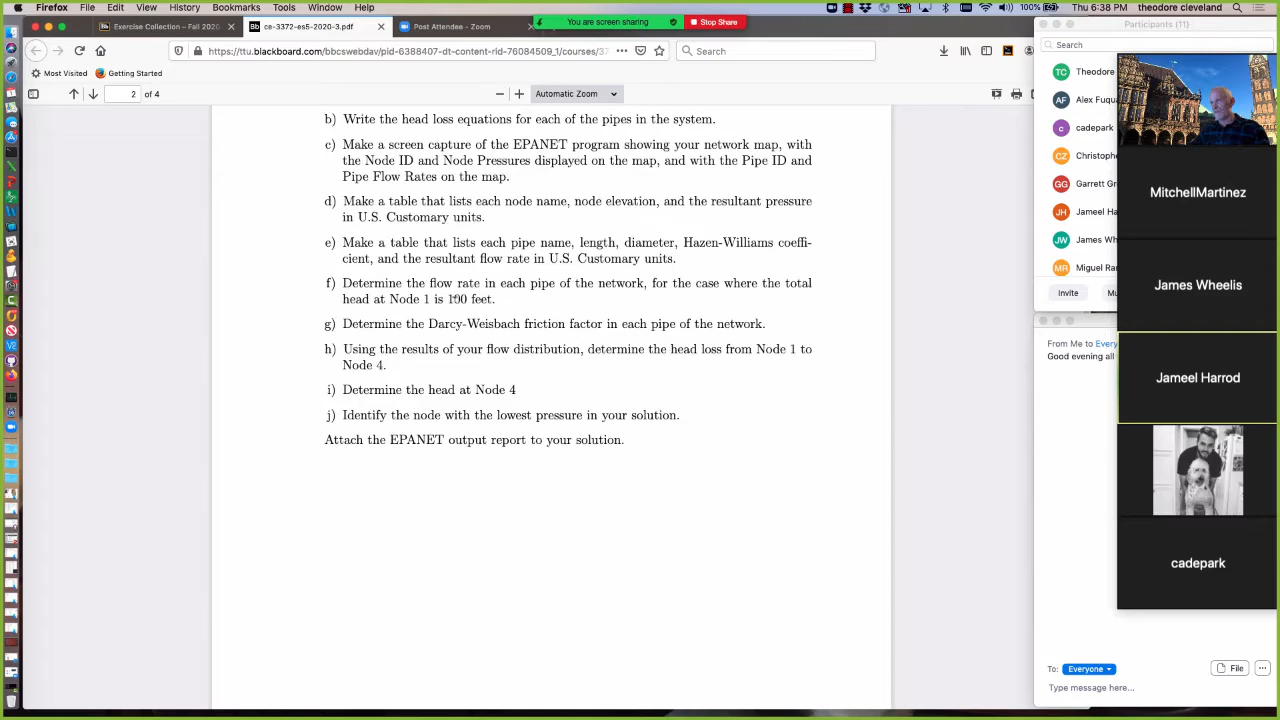 Firefox File Edit View History Bookmarks Tools Window Help
100% Thu 6:38 PM theodore cleveland
You are screen sharing Stop Share
Exercise Collection – Fall 2020
Bb ce-3372-es5-2020-3.pdf
Post Attendee - Zoom
https://ttu.blackboard.com/bbcswebdav/pid-6388407-dt-content-rid-76084509_1/courses/37
Search
Most Visited Getting Started
2 of 4
Automatic Zoom
b) Write the head loss equations for each of the pipes in the system.
c) Make a screen capture of the EPANET program showing your network map, with
the Node ID and Node Pressures displayed on the map, and with the Pipe ID and
Pipe Flow Rates on the map.
d) Make a table that lists each node name, node elevation, and the resultant pressure
in U.S. Customary units.
e) Make a table that lists each pipe name, length, diameter, Hazen-Williams coeffi-
cient, and the resultant flow rate in U.S. Customary units.
f) Determine the flow rate in each pipe of the network, for the case where the total
head at Node 1 is 100 feet.
g) Determine the Darcy-Weisbach friction factor in each pipe of the network.
h) Using the results of your flow distribution, determine the head loss from Node 1 to
Node 4.
i) Determine the head at Node 4
j) Identify the node with the lowest pressure in your solution.
Attach the EPANET output report to your solution.
Participants (11)
Search
TC Theodore
AF Alex Fuqua
c cadepark
CZ Christophe
GG Garrett Gr
JH Jameel Ha
JW James Wh
MR Miguel Ran
Invite Mu
From Me to Every
Good evening all
MitchellMartinez
James Wheelis
Jameel Harrod
cadepark
To: Everyone File
Type message here...